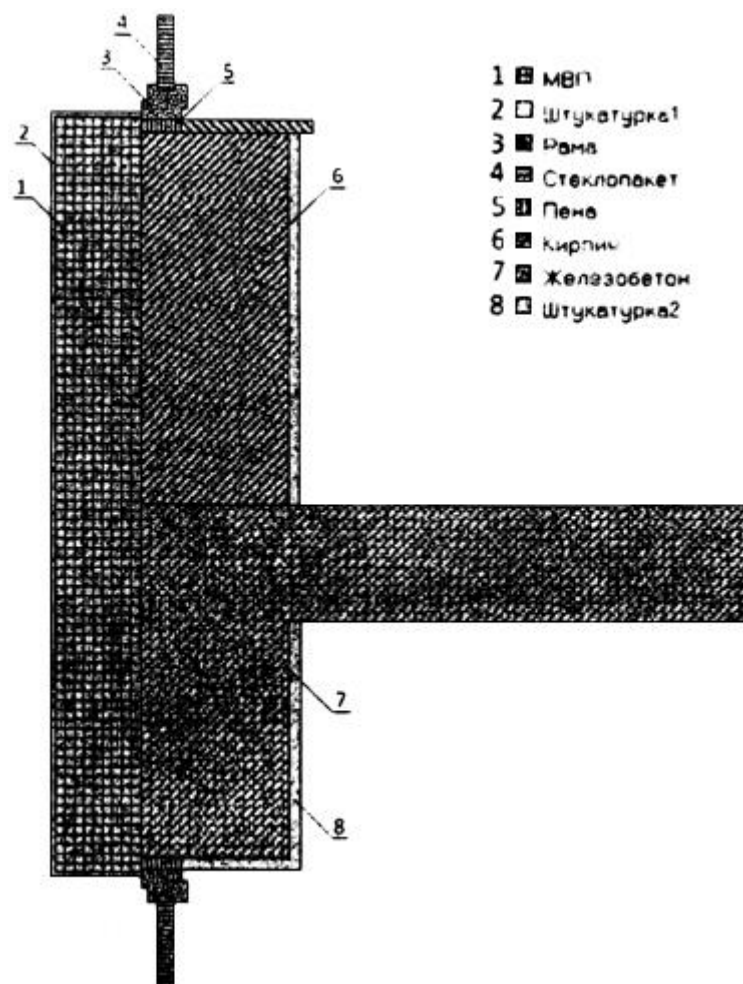 4
3
5
2
1
6
7
8
1 МВП
2 Штукатурка1
3 Рама
4 Стеклопакет
5 Пена
6 Кирпич
7 Железобетон
8 Штукатурка2